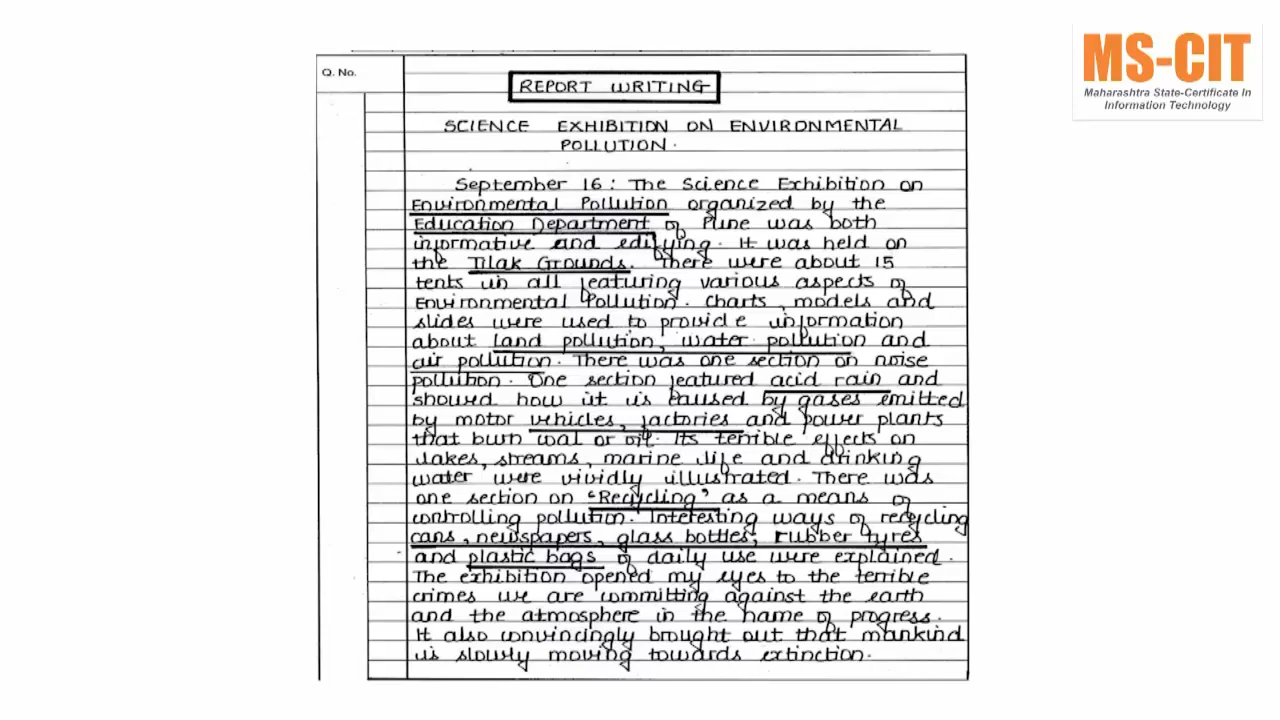 MS-CIT
Maharashtra State-Certificate In
Information Technology
Q. No.
REPORT WRITING
SCIENCE EXHIBITION ON ENVIRONMENTAL
POLLUTION.
September 16: The Science Exhibition on
Environmental Pollution organized by the
Education Department of Pune was both
informative and edifying. It was held on
the Tilak Grounds. There were about 15
tents in all featuring various aspects of
Environmental Pollution. Charts, models and
slides were used to provide information
about land pollution, water pollution and
air pollution. There was one section on noise
pollution. One section featured acid rain and
showed how it is caused by gases emitted
by motor vehicles, factories and power plants
that burn coal or oil. Its terrible effects on
lakes, streams, marine life and drinking
water were vividly illustrated. There was
one section on "Recycling" as a means of
controlling pollution. Interesting ways of recycling
cans, newspapers, glass bottles, rubber tyres
and plastic bags of daily use were explained.
The exhibition opened my eyes to the terrible
crimes we are committing against the earth
and the atmosphere in the name of progress.
It also convincingly brought out that mankind
is slowly moving towards extinction.